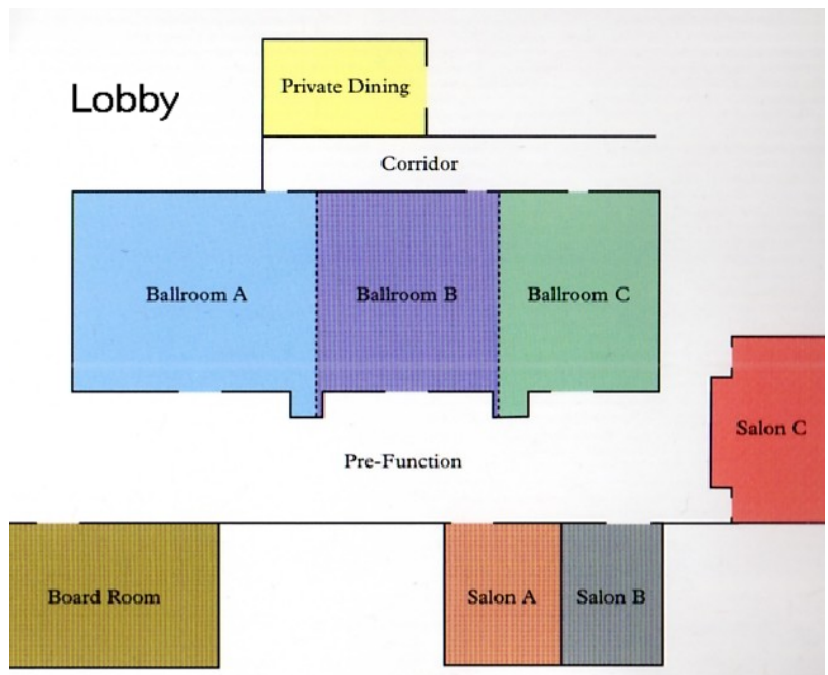 Private Dining
Lobby
Corridor
Ballroom A
Ballroom B
Ballroom C
Salon C
Pre-Function
Board Room
Salon A
Salon B